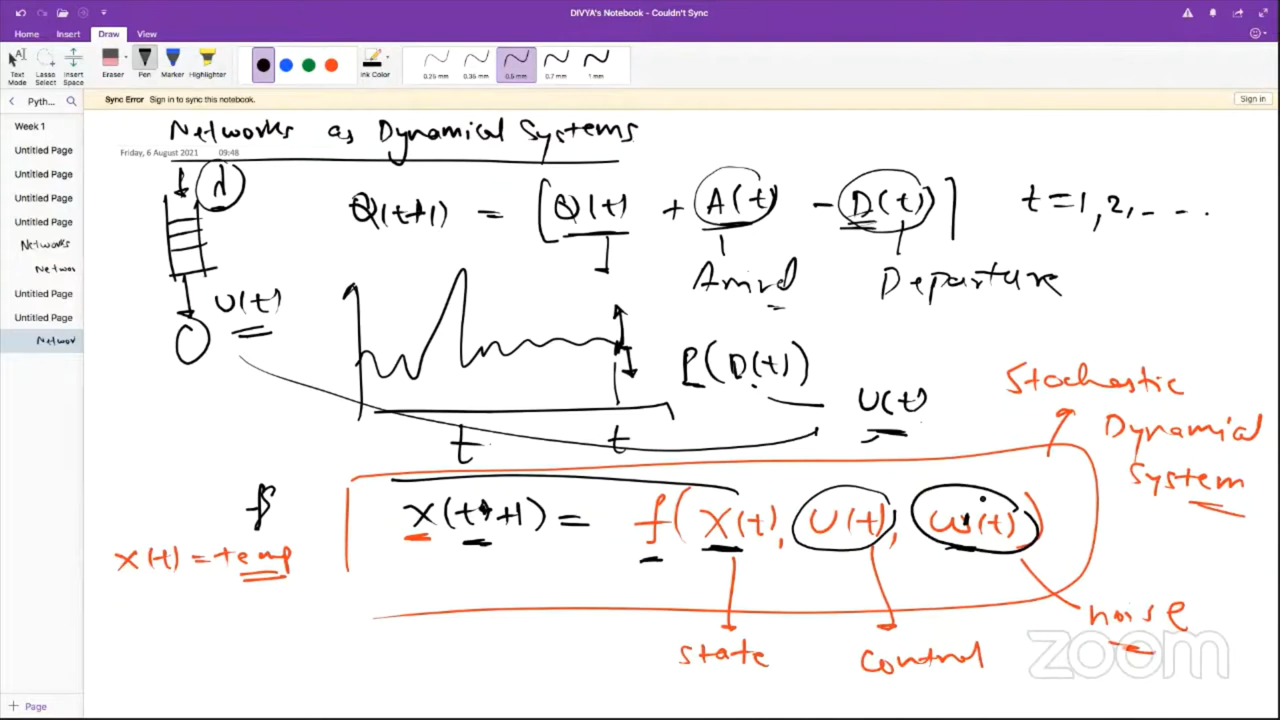 DIVYA's Notebook - Couldn't Sync
Home Insert Draw View
Text Mode Lasso Select Insert Space Eraser Pen Marker Highlighter Ink Color 0.25 mm 0.35 mm 0.5 mm 0.7 mm 1 mm
Sync Error Sign in to sync this notebook. Sign in
Pyth...
Week 1
Untitled Page
Untitled Page
Untitled Page
Untitled Page
Networks
Networ
Untitled Page
Untitled Page
Networ
+ Page
Networks as Dynamical Systems
Friday, 6 August 2021 09:48
λ
Q(t+1) = [Q(t) + A(t) - D(t)] t=1,2,- - - .
Arrival Departure
U(t)
P(D(t))
U(t)
t t
Stochastic
Dynamical
System
X(t+1) = f(X(t), U(t), W(t))
X(t) = temp
state control noise
zoom